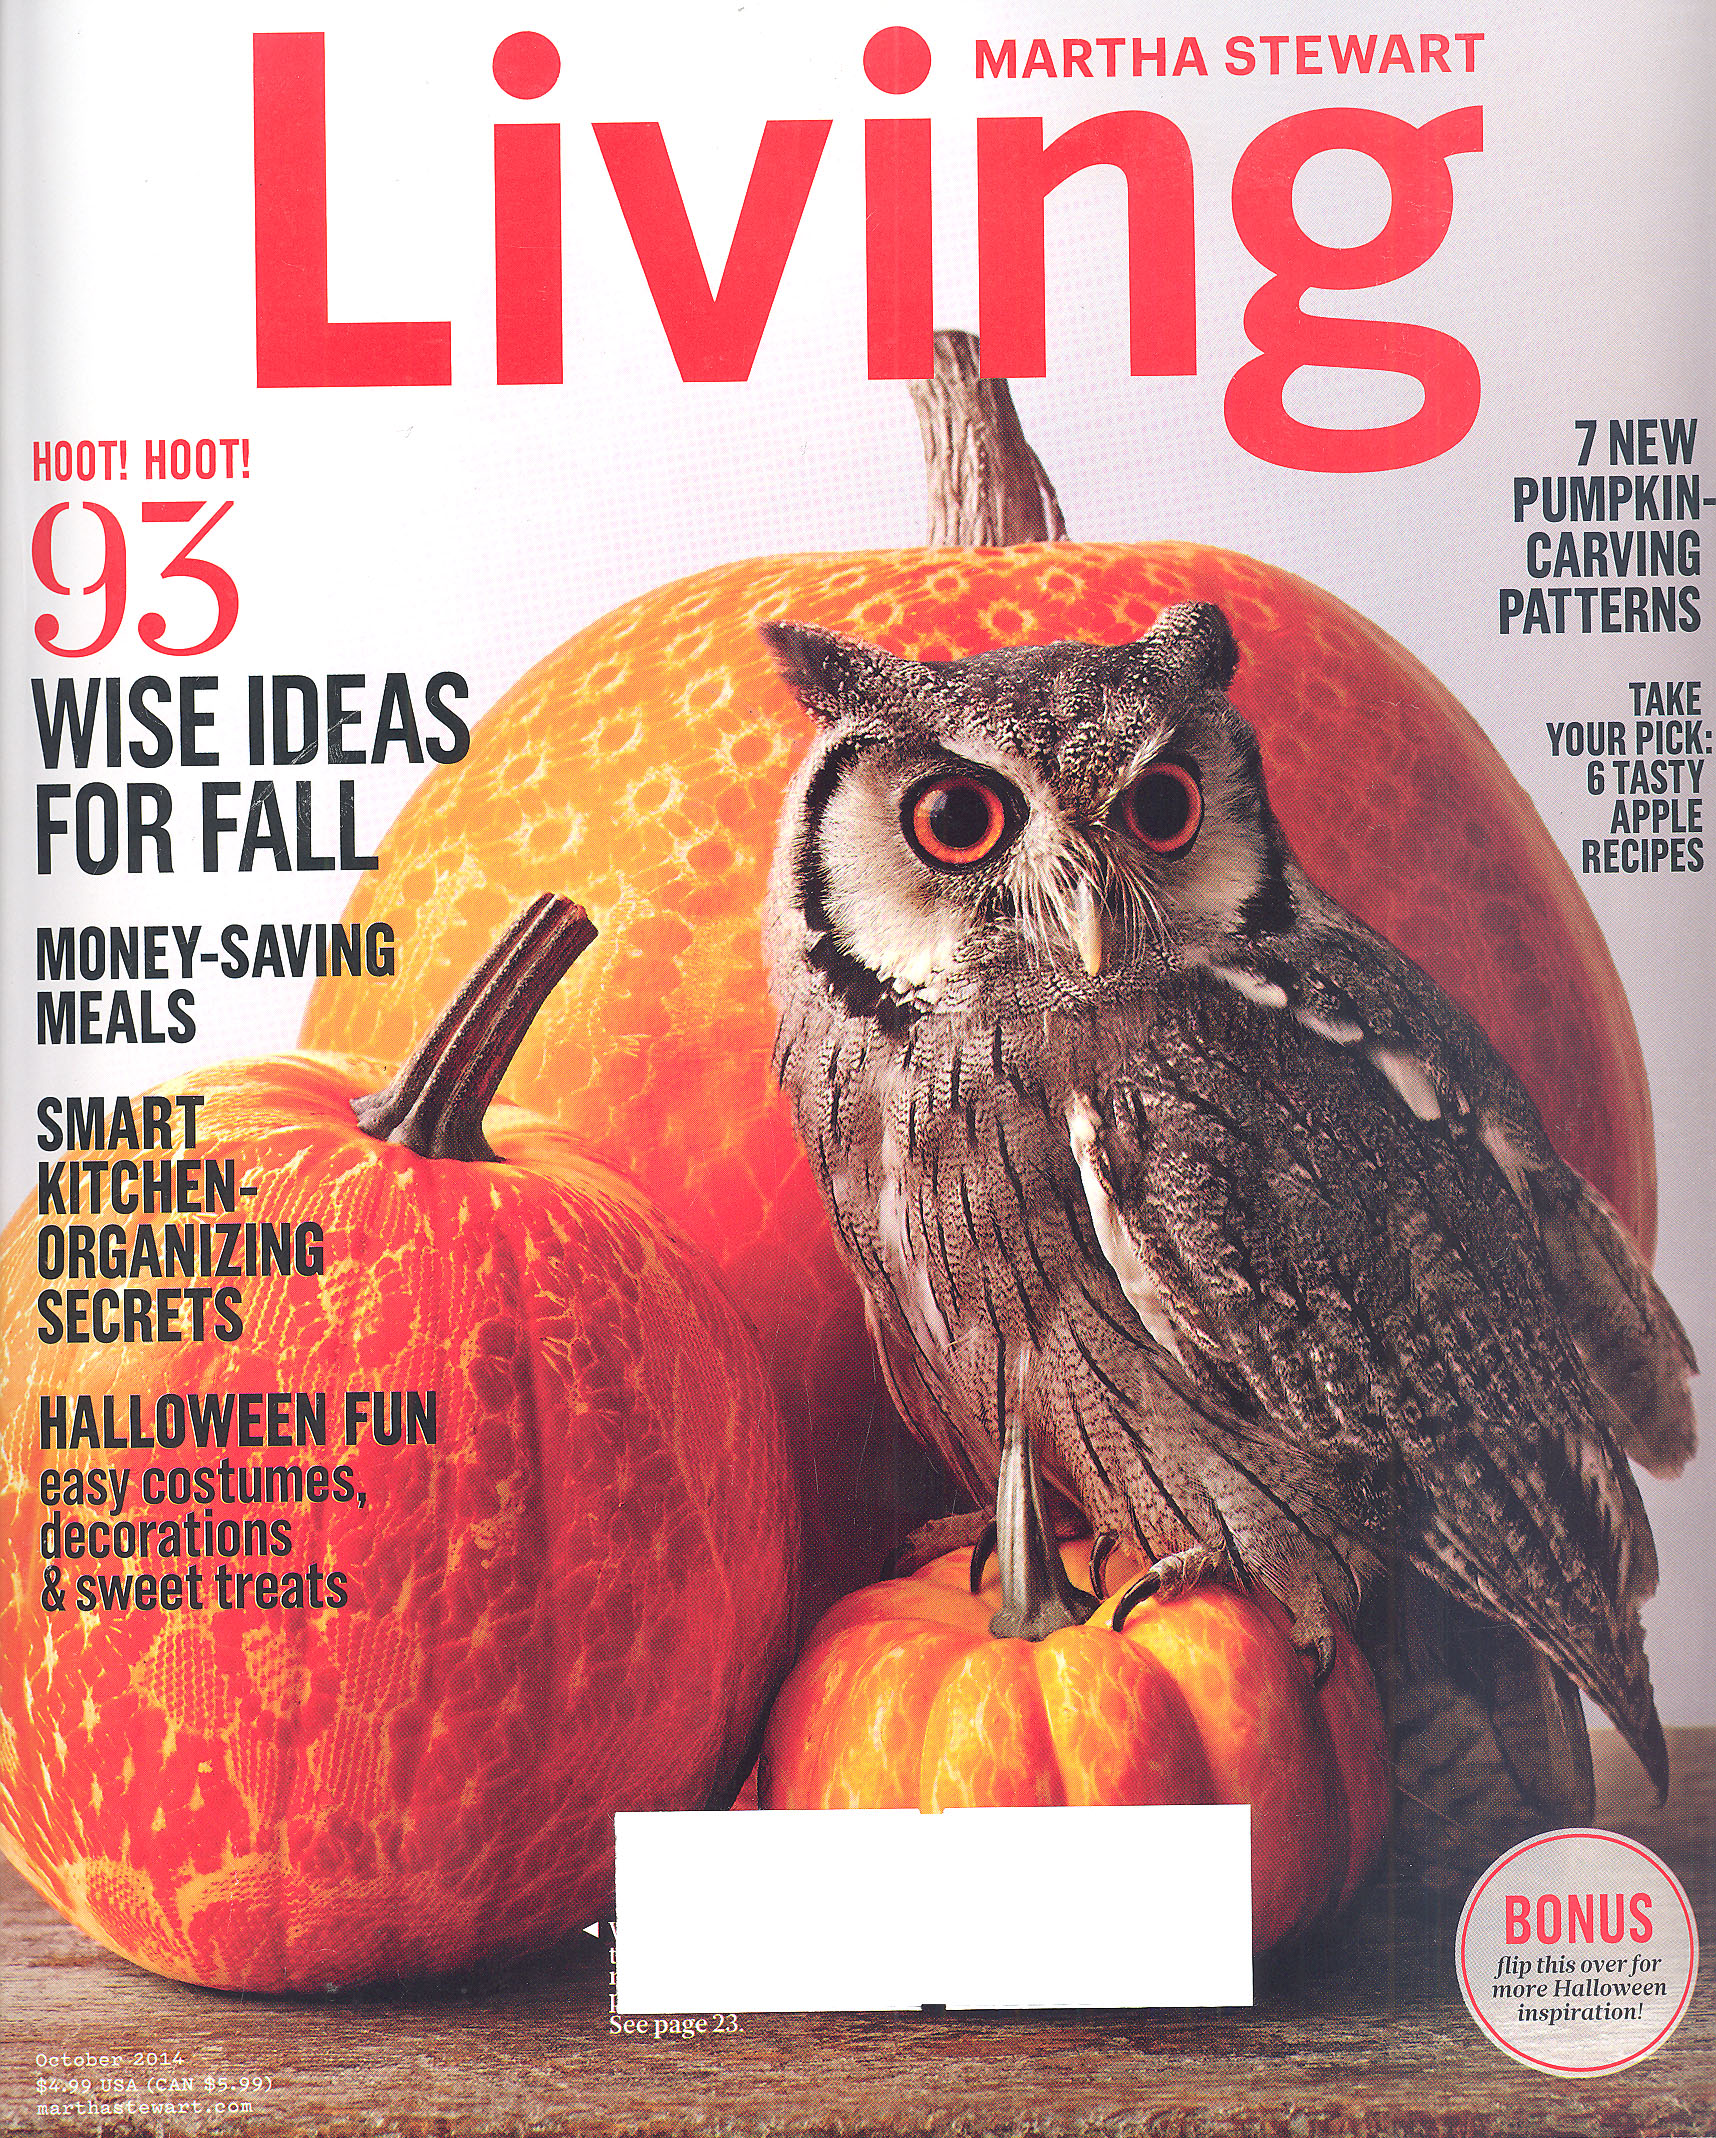 MARTHA STEWART
Living
HOOT! HOOT!
93
WISE IDEAS
FOR FALL
MONEY-SAVING
MEALS
SMART
KITCHEN-
ORGANIZING
SECRETS
HALLOWEEN FUN
easy costumes,
decorations
& sweet treats
7 NEW
PUMPKIN-
CARVING
PATTERNS
TAKE
YOUR PICK:
6 TASTY
APPLE
RECIPES
See page 23.
BONUS
flip this over for
more Halloween
inspiration!
October 2014
$4.99 USA (CAN $5.99)
marthastewart.com